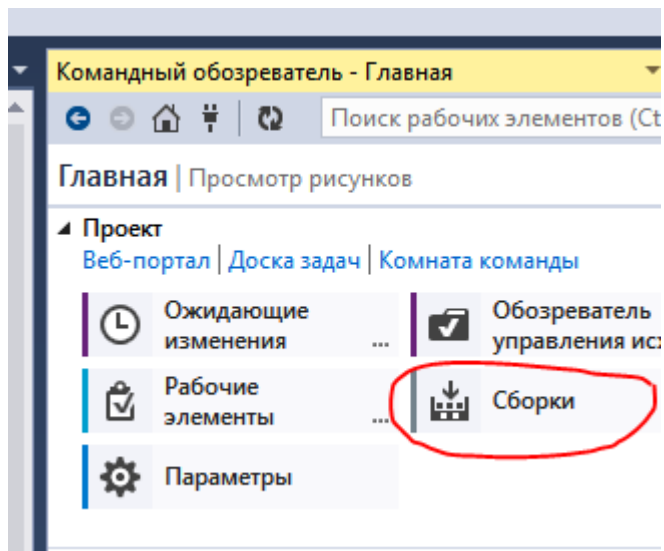 Командный обозреватель - Главная
Поиск рабочих элементов (Ct
Главная | Просмотр рисунков
Проект
Веб-портал | Доска задач | Комната команды
Ожидающие
изменения ...
Обозреватель
управления исх
Рабочие
элементы ...
Сборки
Параметры